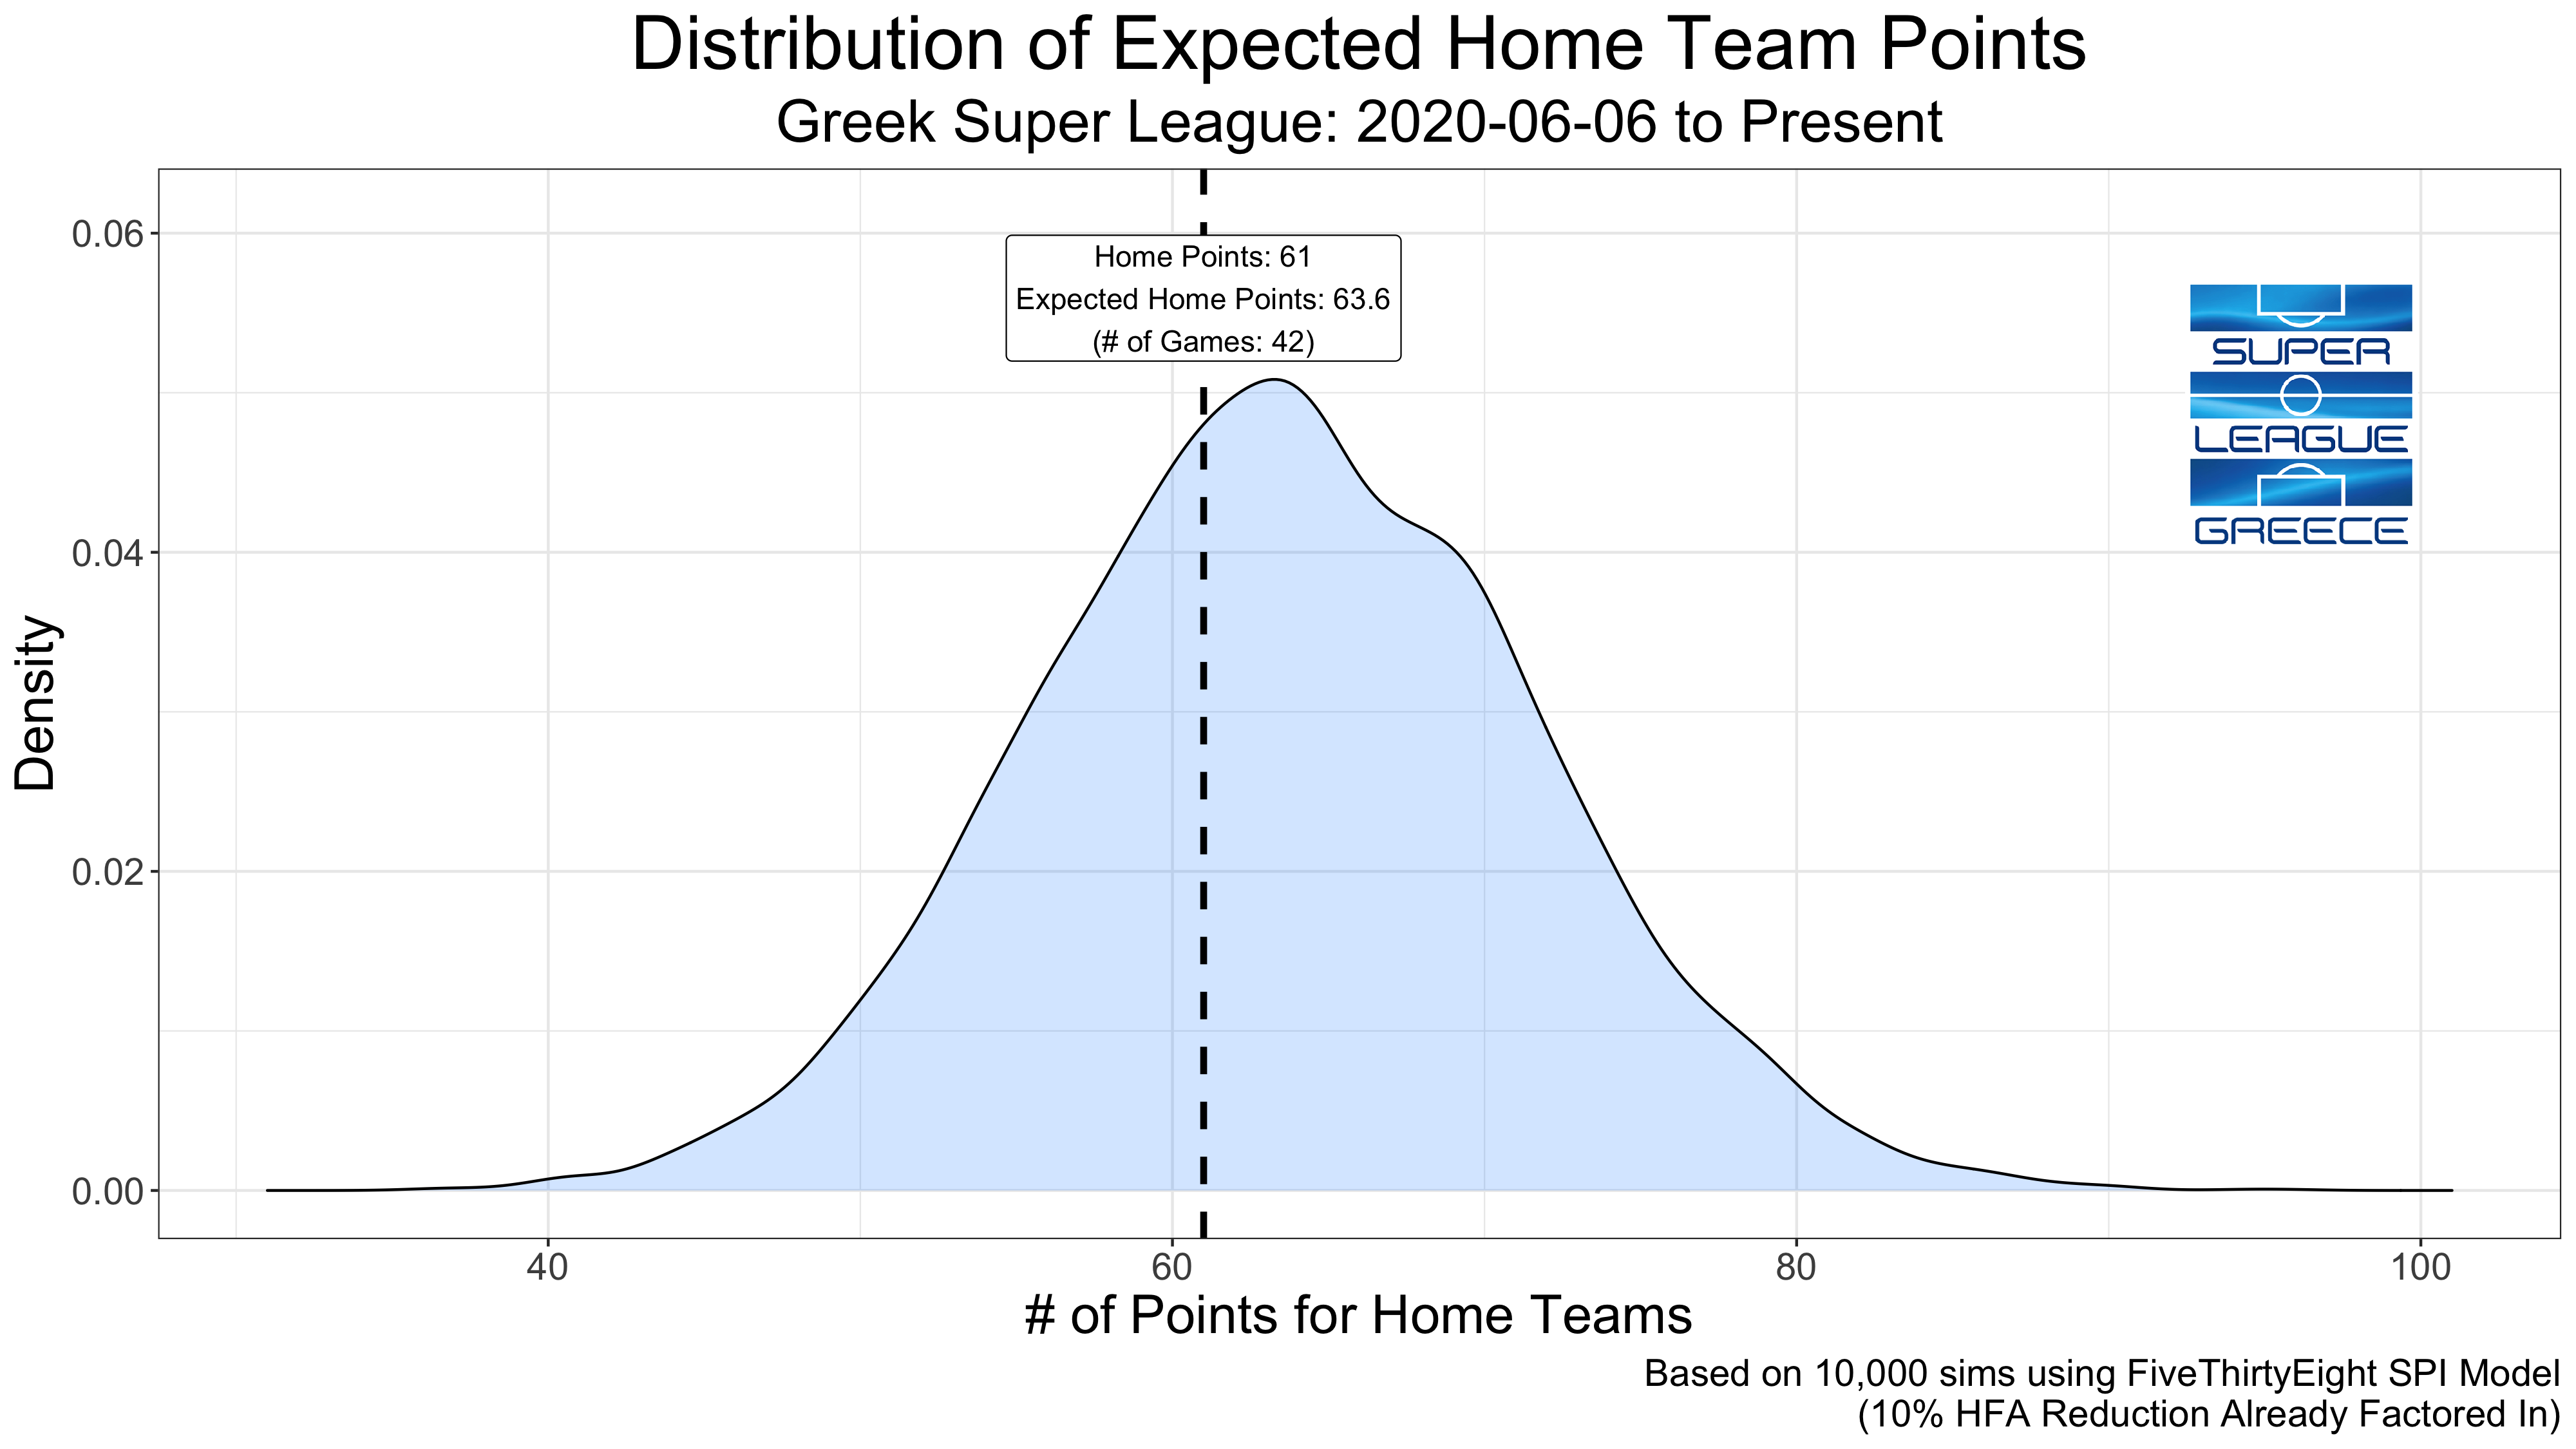 Distribution of Expected Home Team Points
Greek Super League: 2020-06-06 to Present
Home Points: 61
Expected Home Points: 63.6
(# of Games: 42)
SUPER
LEAGUE
GREECE
Density
0.06
0.04
0.02
0.00
40
60
80
100
# of Points for Home Teams
Based on 10,000 sims using FiveThirtyEight SPI Model
(10% HFA Reduction Already Factored In)